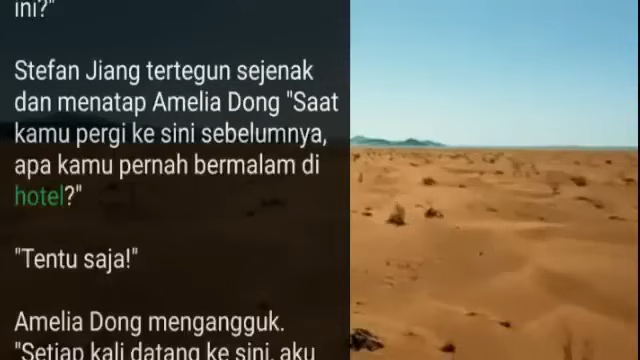 ini?"
Stefan Jiang tertegun sejenak
dan menatap Amelia Dong "Saat
kamu pergi ke sini sebelumnya,
apa kamu pernah bermalam di
hotel?"
"Tentu saja!"
Amelia Dong mengangguk.
"Setiap kali datang ke sini, aku